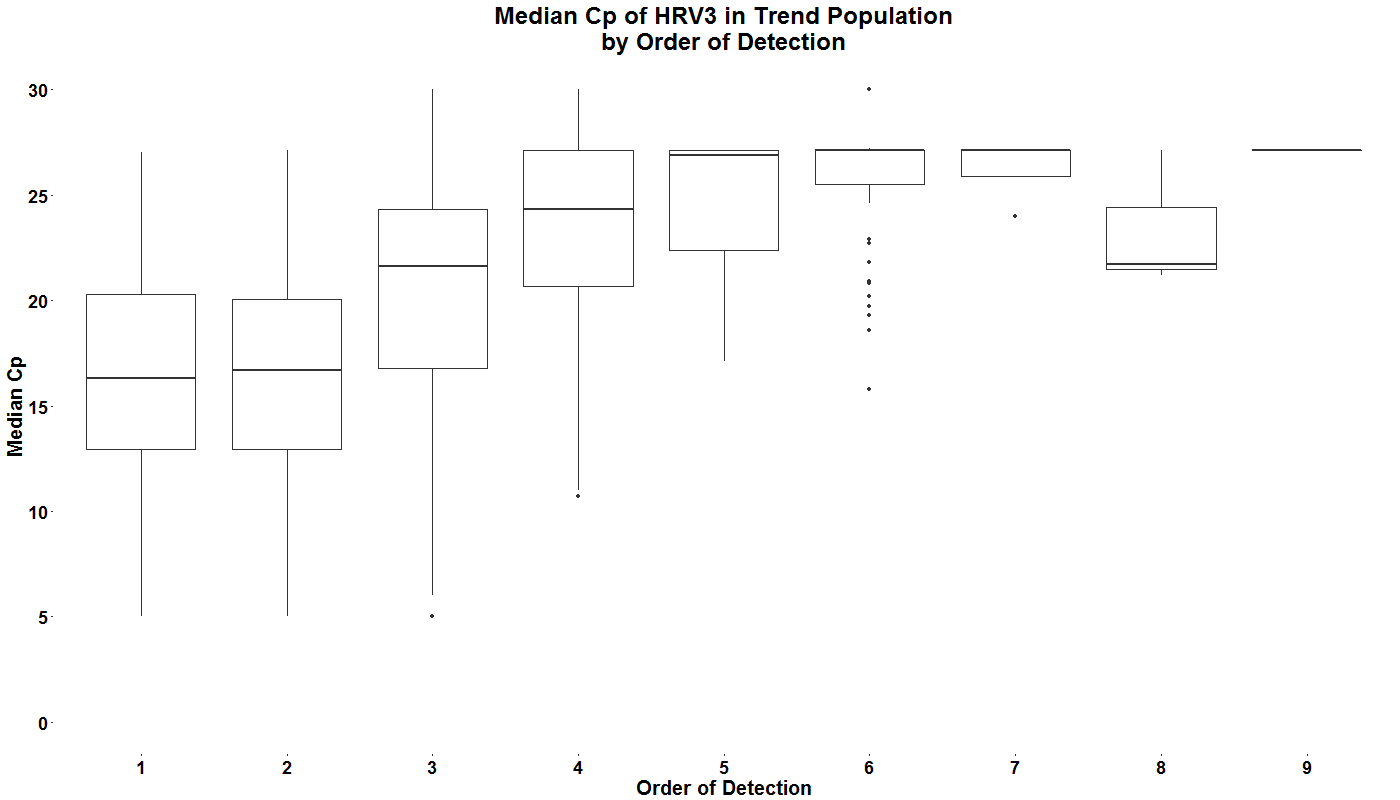 Median Cp of HRV3 in Trend Population
by Order of Detection
Median Cp
30
25
20
15
10
5
0
1 2 3 4 5 6 7 8 9
Order of Detection